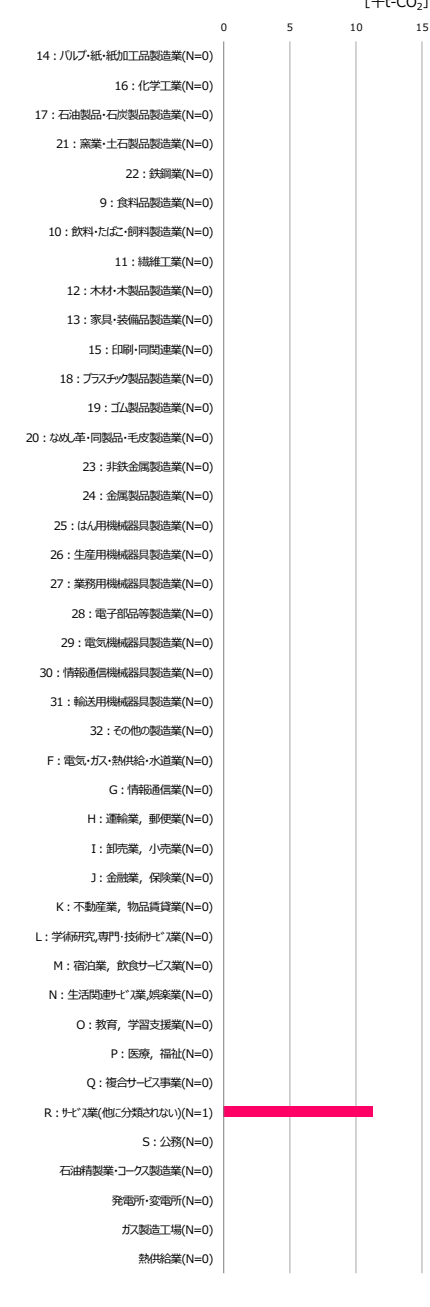 [千t-CO₂]
0 5 10 15
14：パルプ・紙・紙加工品製造業(N=0)
16：化学工業(N=0)
17：石油製品・石炭製品製造業(N=0)
21：窯業・土石製品製造業(N=0)
22：鉄鋼業(N=0)
9：食料品製造業(N=0)
10：飲料・たばこ・飼料製造業(N=0)
11：繊維工業(N=0)
12：木材・木製品製造業(N=0)
13：家具・装備品製造業(N=0)
15：印刷・同関連業(N=0)
18：プラスチック製品製造業(N=0)
19：ゴム製品製造業(N=0)
20：なめし革・同製品・毛皮製造業(N=0)
23：非鉄金属製造業(N=0)
24：金属製品製造業(N=0)
25：はん用機械器具製造業(N=0)
26：生産用機械器具製造業(N=0)
27：業務用機械器具製造業(N=0)
28：電子部品等製造業(N=0)
29：電気機械器具製造業(N=0)
30：情報通信機械器具製造業(N=0)
31：輸送用機械器具製造業(N=0)
32：その他の製造業(N=0)
F：電気・ガス・熱供給・水道業(N=0)
G：情報通信業(N=0)
H：運輸業，郵便業(N=0)
I：卸売業，小売業(N=0)
J：金融業，保険業(N=0)
K：不動産業，物品賃貸業(N=0)
L：学術研究,専門・技術ｻｰﾋﾞｽ業(N=0)
M：宿泊業，飲食サービス業(N=0)
N：生活関連ｻｰﾋﾞｽ業,娯楽業(N=0)
O：教育，学習支援業(N=0)
P：医療，福祉(N=0)
Q：複合サービス事業(N=0)
R：ｻｰﾋﾞｽ業(他に分類されない)(N=1)
S：公務(N=0)
石油精製業・コークス製造業(N=0)
発電所・変電所(N=0)
ガス製造工場(N=0)
熱供給業(N=0)